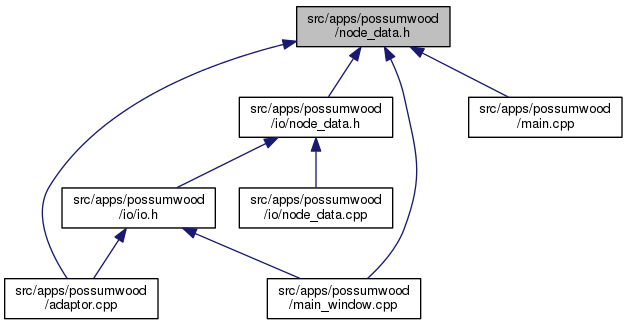 src/apps/possumwood
/node_data.h
src/apps/possumwood
/io/node_data.h
src/apps/possumwood
/main.cpp
src/apps/possumwood
/io/io.h
src/apps/possumwood
/io/node_data.cpp
src/apps/possumwood
/adaptor.cpp
src/apps/possumwood
/main_window.cpp